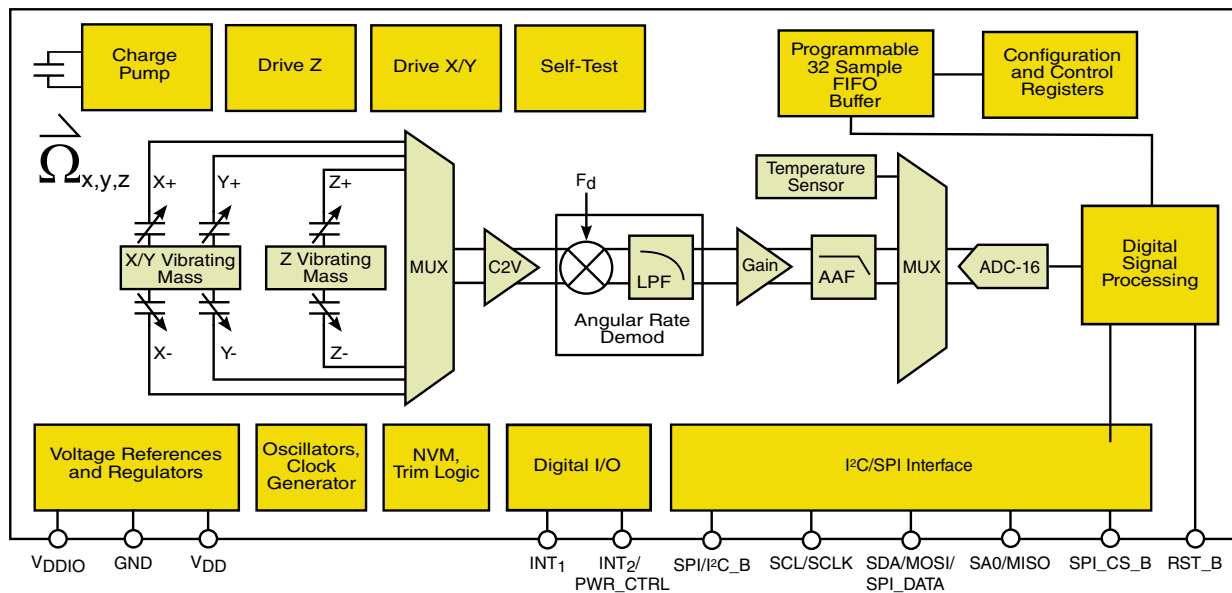 Charge
Pump
Drive Z
Drive X/Y
Self-Test
Programmable
32 Sample
FIFO
Buffer
Configuration
and Control
Registers
Ωx,y,z
X+
Y+
Z+
X/Y Vibrating
Mass
Z Vibrating
Mass
X-
Y-
Z-
MUX
C2V
Fd
LPF
Angular Rate
Demod
Gain
AAF
Temperature
Sensor
MUX
ADC-16
Digital
Signal
Processing
Voltage References
and Regulators
Oscillators,
Clock
Generator
NVM,
Trim Logic
Digital I/O
I²C/SPI Interface
VDDIO
GND
VDD
INT1
INT2/
PWR_CTRL
SPI/I²C_B
SCL/SCLK
SDA/MOSI/
SPI_DATA
SA0/MISO
SPI_CS_B
RST_B